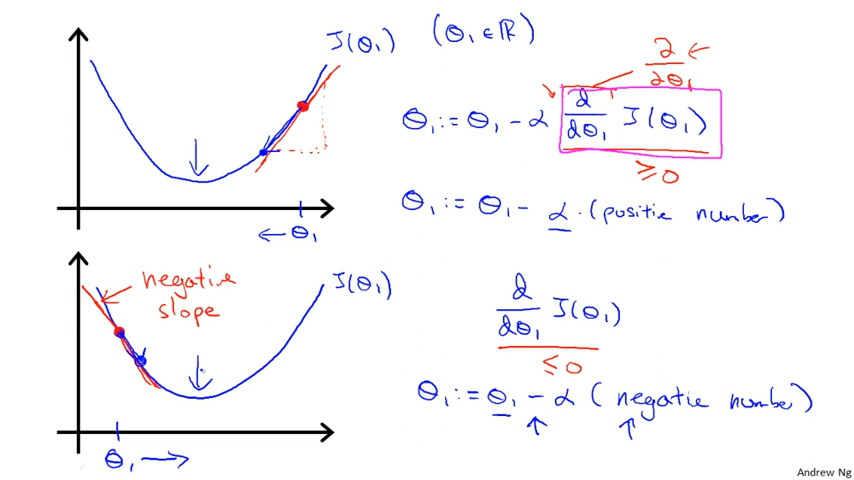 J(θ₁) (θ₁ ∈ ℝ)
∂/∂θ₁
θ₁ := θ₁ - α d/dθ₁ J(θ₁)
≥ 0
θ₁ := θ₁ - α · (positie number)
← θ₁
negative slope
J(θ₁)
d/dθ₁ J(θ₁)
≤ 0
θ₁ := θ₁ - α (negatie number)
θ₁ →
Andrew Ng